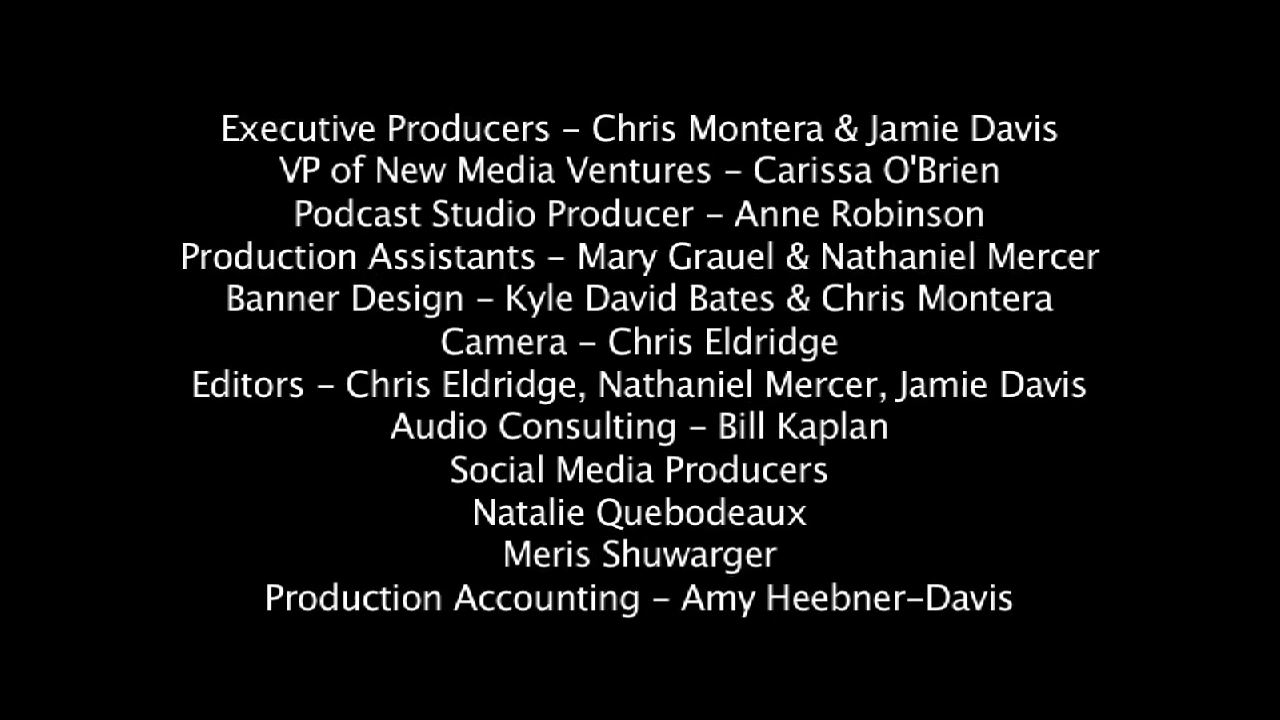 Executive Producers – Chris Montera & Jamie Davis
VP of New Media Ventures – Carissa O'Brien
Podcast Studio Producer – Anne Robinson
Production Assistants – Mary Grauel & Nathaniel Mercer
Banner Design – Kyle David Bates & Chris Montera
Camera – Chris Eldridge
Editors – Chris Eldridge, Nathaniel Mercer, Jamie Davis
Audio Consulting – Bill Kaplan
Social Media Producers
Natalie Quebodeaux
Meris Shuwarger
Production Accounting – Amy Heebner–Davis